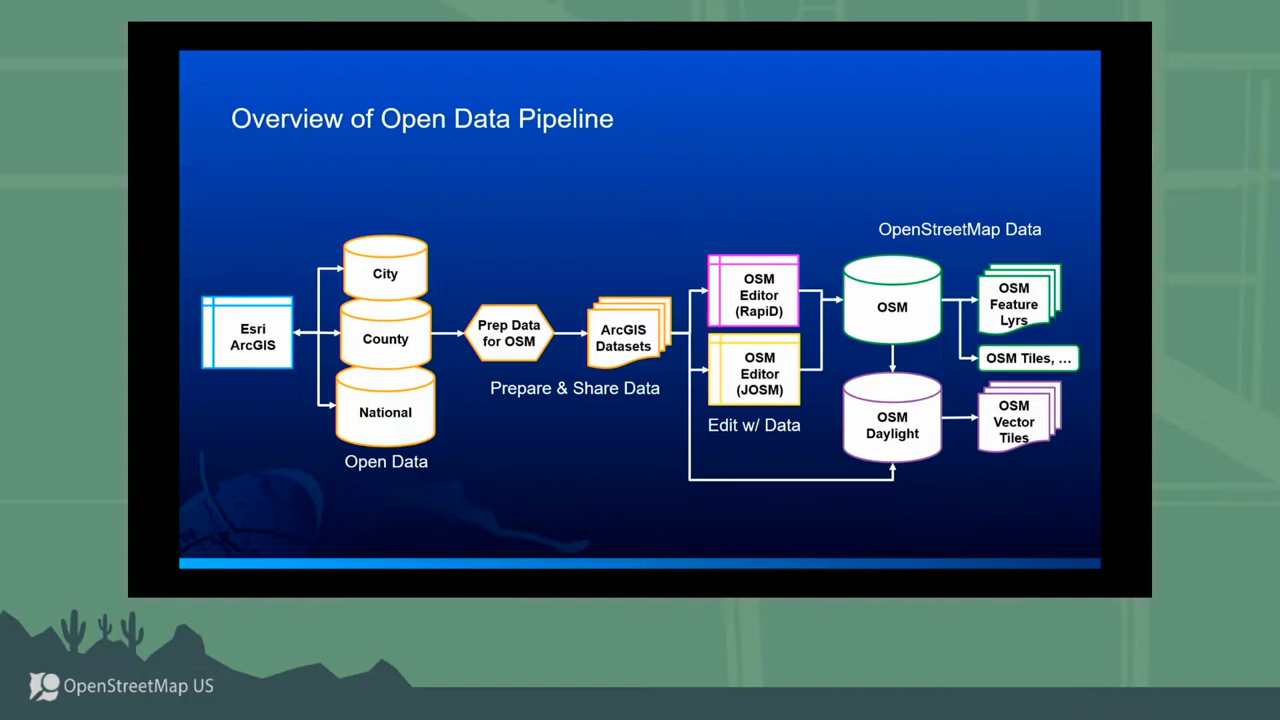 Overview of Open Data Pipeline
Esri
ArcGIS
City
County
National
Open Data
Prep Data
for OSM
ArcGIS
Datasets
Prepare & Share Data
OSM
Editor
(RapiD)
OSM
Editor
(JOSM)
Edit w/ Data
OpenStreetMap Data
OSM
OSM
Daylight
OSM
Feature
Lyrs
OSM Tiles, ...
OSM
Vector
Tiles
OpenStreetMap US